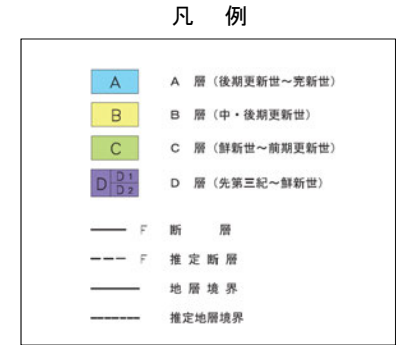 凡 例
A A 層（後期更新世～完新世）
B B 層（中・後期更新世）
C C 層（鮮新世～前期更新世）
D D1 D2 D 層（先第三紀～鮮新世）
F 断 層
F 推 定 断 層
地 層 境 界
推定地層境界